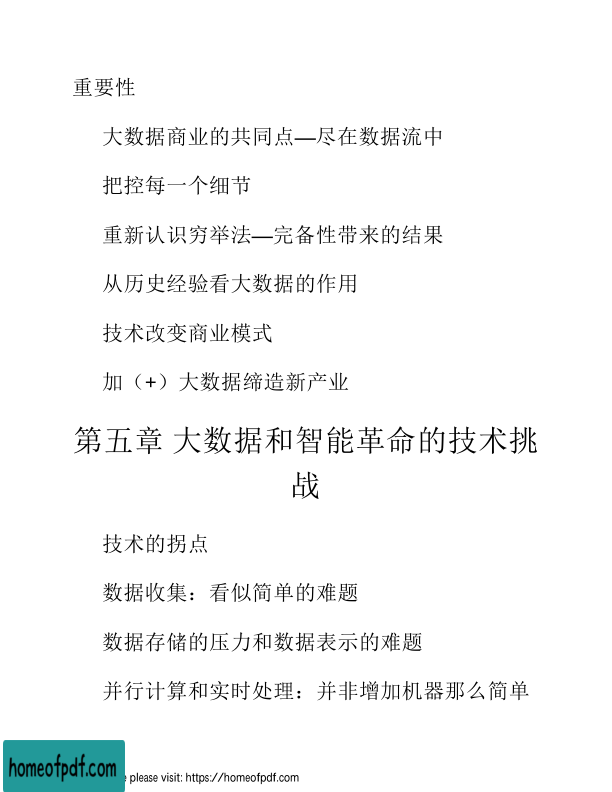 重要性
大数据商业的共同点—尽在数据流中
把控每一个细节
重新认识穷举法—完备性带来的结果
从历史经验看大数据的作用
技术改变商业模式
加（+）大数据缔造新产业
第五章 大数据和智能革命的技术挑
战
技术的拐点
数据收集：看似简单的难题
数据存储的压力和数据表示的难题
并行计算和实时处理：并非增加机器那么简单
homeofpdf.com
please visit: https://homeofpdf.com